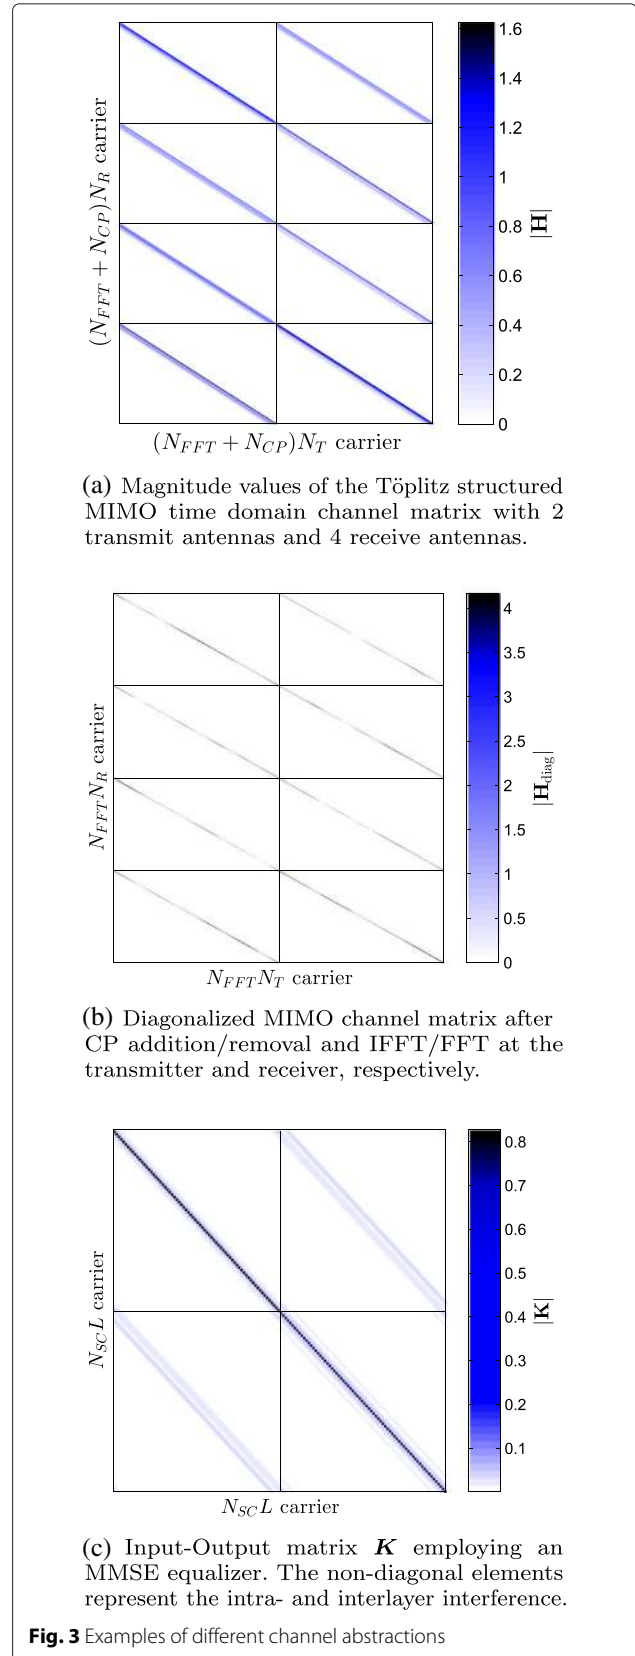 (N_FFT + N_CP)N_R carrier
1.6
1.4
1.2
1
0.8
0.6
0.4
0.2
0
|H|
(N_FFT + N_CP)N_T carrier
(a) Magnitude values of the Töplitz structured
MIMO time domain channel matrix with 2
transmit antennas and 4 receive antennas.
N_FFT N_R carrier
4
3.5
3
2.5
2
1.5
1
0.5
0
|H_diag|
N_FFT N_T carrier
(b) Diagonalized MIMO channel matrix after
CP addition/removal and IFFT/FFT at the
transmitter and receiver, respectively.
N_SC L carrier
0.8
0.7
0.6
0.5
0.4
0.3
0.2
0.1
|K|
N_SC L carrier
(c) Input-Output matrix K employing an
MMSE equalizer. The non-diagonal elements
represent the intra- and interlayer interference.
Fig. 3 Examples of different channel abstractions